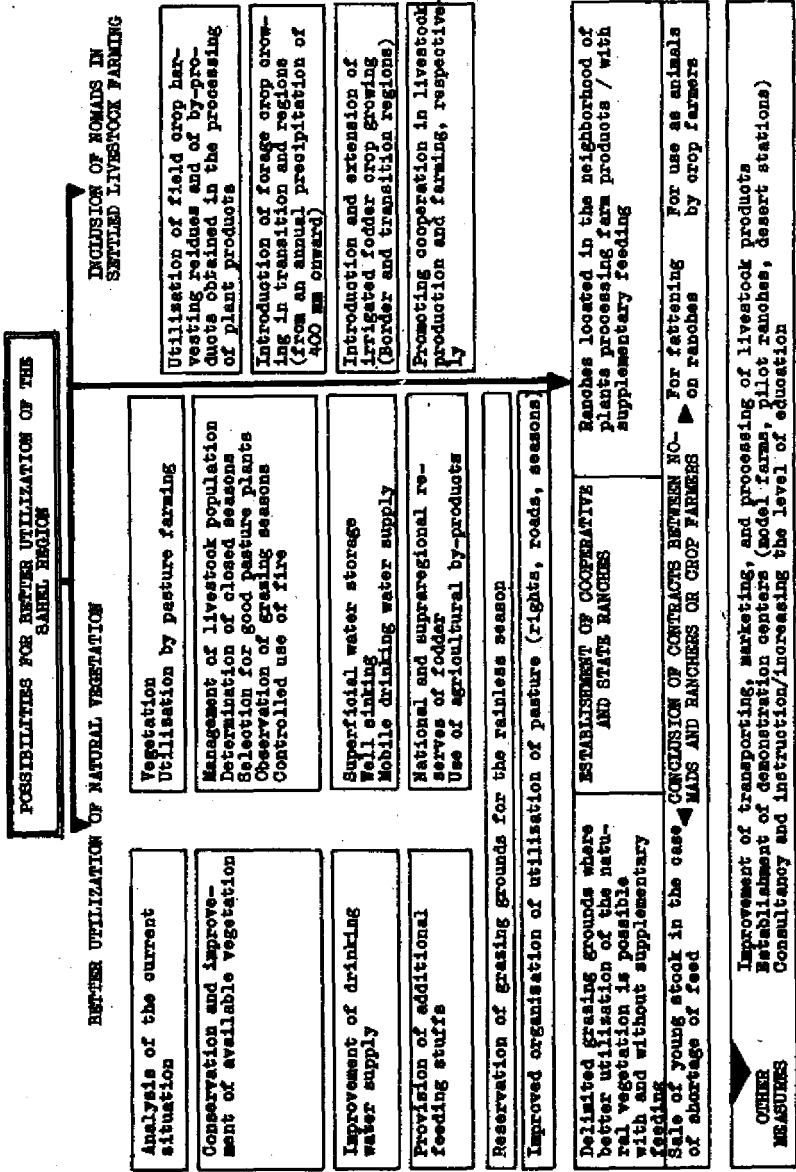 POSSIBILITIES FOR BETTER UTILIZATION OF THE
SAHEL REGION
BETTER UTILIZATION OF NATURAL VEGETATION
INCLUSION OF NOMADS IN
SETTLED LIVESTOCK FARMING
Analysis of the current
situation
Vegetation
Utilisation by pasture farming
Conservation and improve-
ment of available vegetation
Management of livestock population
Determination of closed seasons
Selection for good pasture plants
Observation of grazing seasons
Controlled use of fire
Improvement of drinking
water supply
Superficial water storage
Well sinking
Mobile drinking water supply
Provision of additional
feeding stuffs
National and supraregional re-
serves of fodder
Use of agricultural by-products
Utilization of field crop har-
vesting residues and of by-pro-
ducts obtained in the processing
of plant products
Introduction of forage crop grow-
ing in transition and regions
(from an annual precipitation of
400 mm onward)
Introduction and extension of
irrigated fodder crop growing
(Border and transition regions)
Promoting cooperation in livestock
production and farming, respective-
ly
Reservation of grasing grounds for the rainless season
Improved organisation of utilisation of pasture (rights, roads, seasons)
Delimited grasing grounds where
better utilization of the natu-
ral vegetation is possible
with and without supplementary
feeding
ESTABLISHMENT OF COOPERATIVE
AND STATE RANCHES
Ranches located in the neighborhood of
plants processing farm products / with
supplementary feeding
Sale of young stock in the case
of shortage of feed
CONCLUSION OF CONTRACTS BETWEEN NO-
MADS AND RANCHERS OR CROP FARMERS
For fattening
on ranches
For use as animals
by crop farmers
OTHER
MEASURES
Improvement of transporting, marketing, and processing of livestock products
Establishment of demonstration centers (model farms, pilot ranches, desert stations)
Consultancy and instruction/increasing the level of education